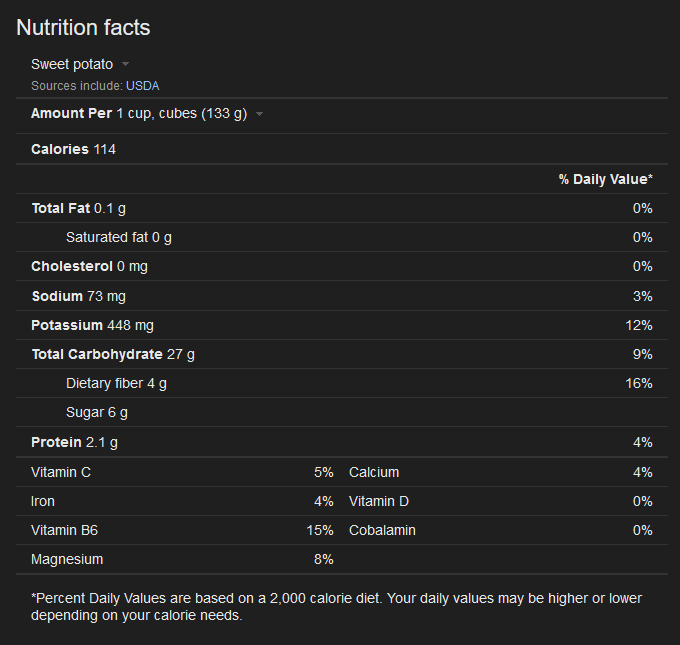 Nutrition facts
Sweet potato
Sources include: USDA
Amount Per 1 cup, cubes (133 g)
Calories 114
% Daily Value*
Total Fat 0.1 g 0%
Saturated fat 0 g 0%
Cholesterol 0 mg 0%
Sodium 73 mg 3%
Potassium 448 mg 12%
Total Carbohydrate 27 g 9%
Dietary fiber 4 g 16%
Sugar 6 g
Protein 2.1 g 4%
Vitamin C 5% Calcium 4%
Iron 4% Vitamin D 0%
Vitamin B6 15% Cobalamin 0%
Magnesium 8%
*Percent Daily Values are based on a 2,000 calorie diet. Your daily values may be higher or lower
depending on your calorie needs.